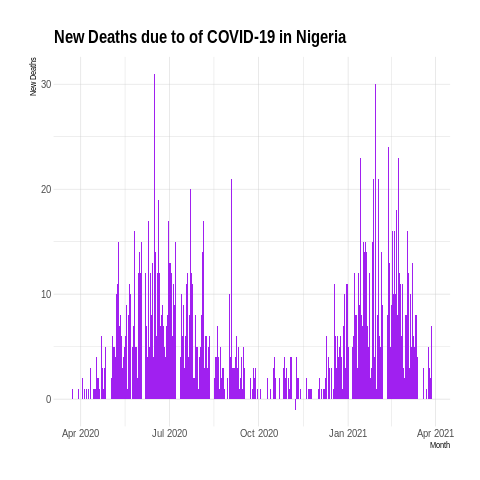 New Deaths due to of COVID-19 in Nigeria
New Deaths
30
20
10
0
Apr 2020 Jul 2020 Oct 2020 Jan 2021 Apr 2021
Month